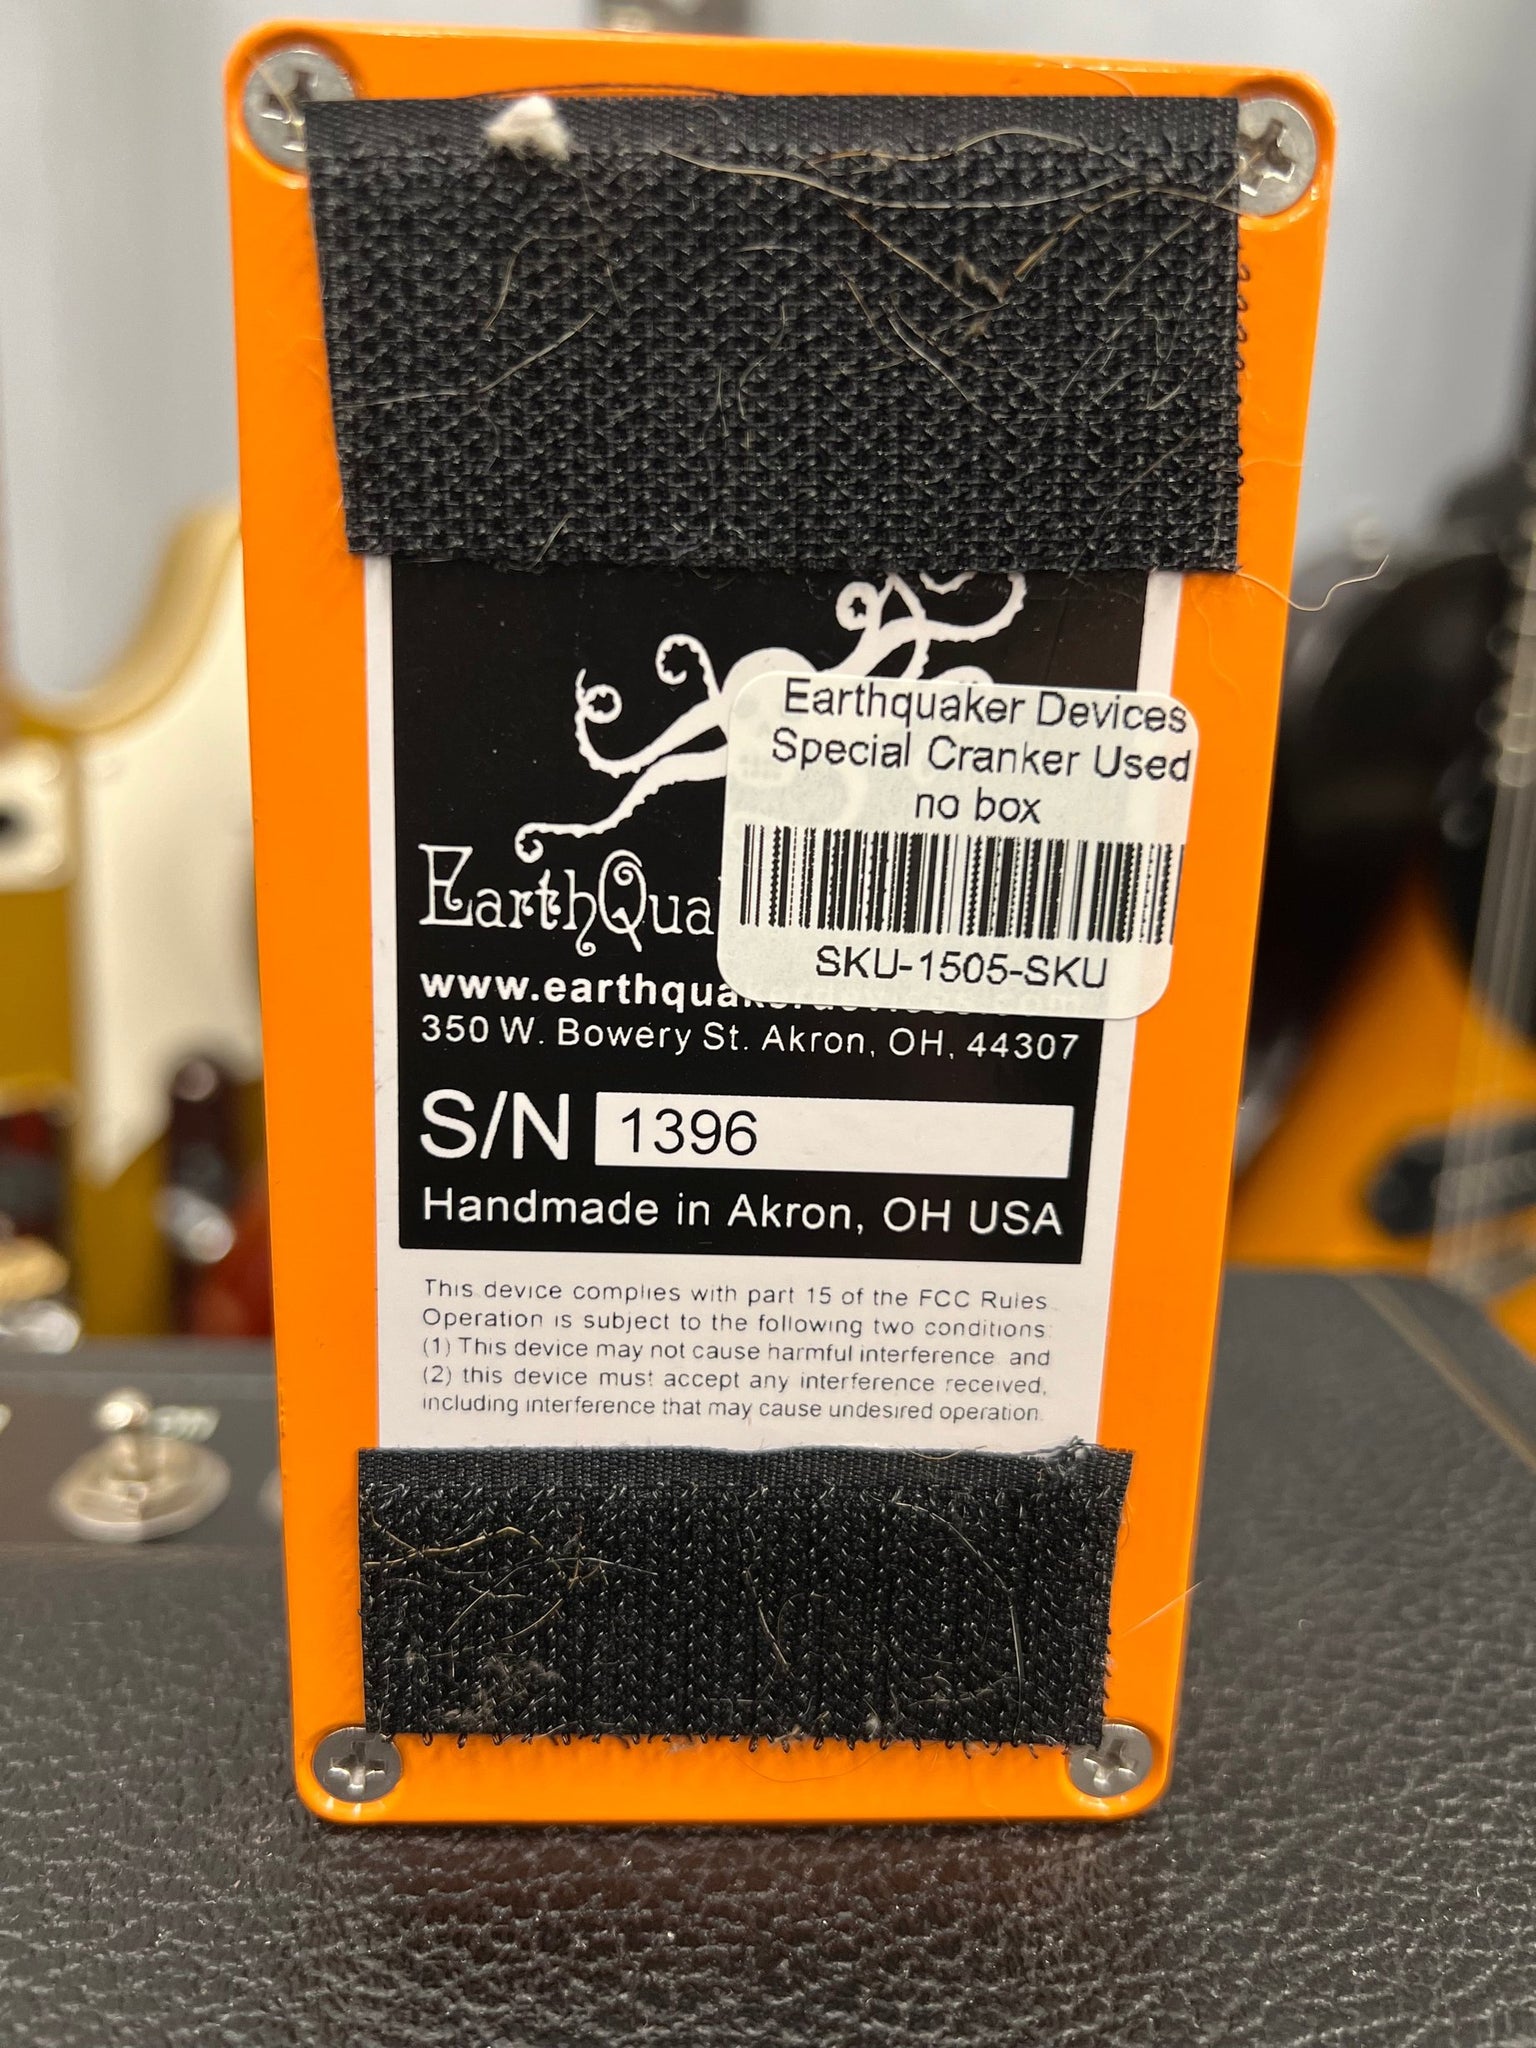 Earthquaker Devices
Special Cranker Used
no box
SKU-1505-SKU
EarthQua
www.earthqua
350 W. Bowery St. Akron, OH, 44307
S/N 1396
Handmade in Akron, OH USA
This device complies with part 15 of the FCC Rules.
Operation is subject to the following two conditions:
(1) This device may not cause harmful interference and
(2) this device must accept any interference received,
including interference that may cause undesired operation.